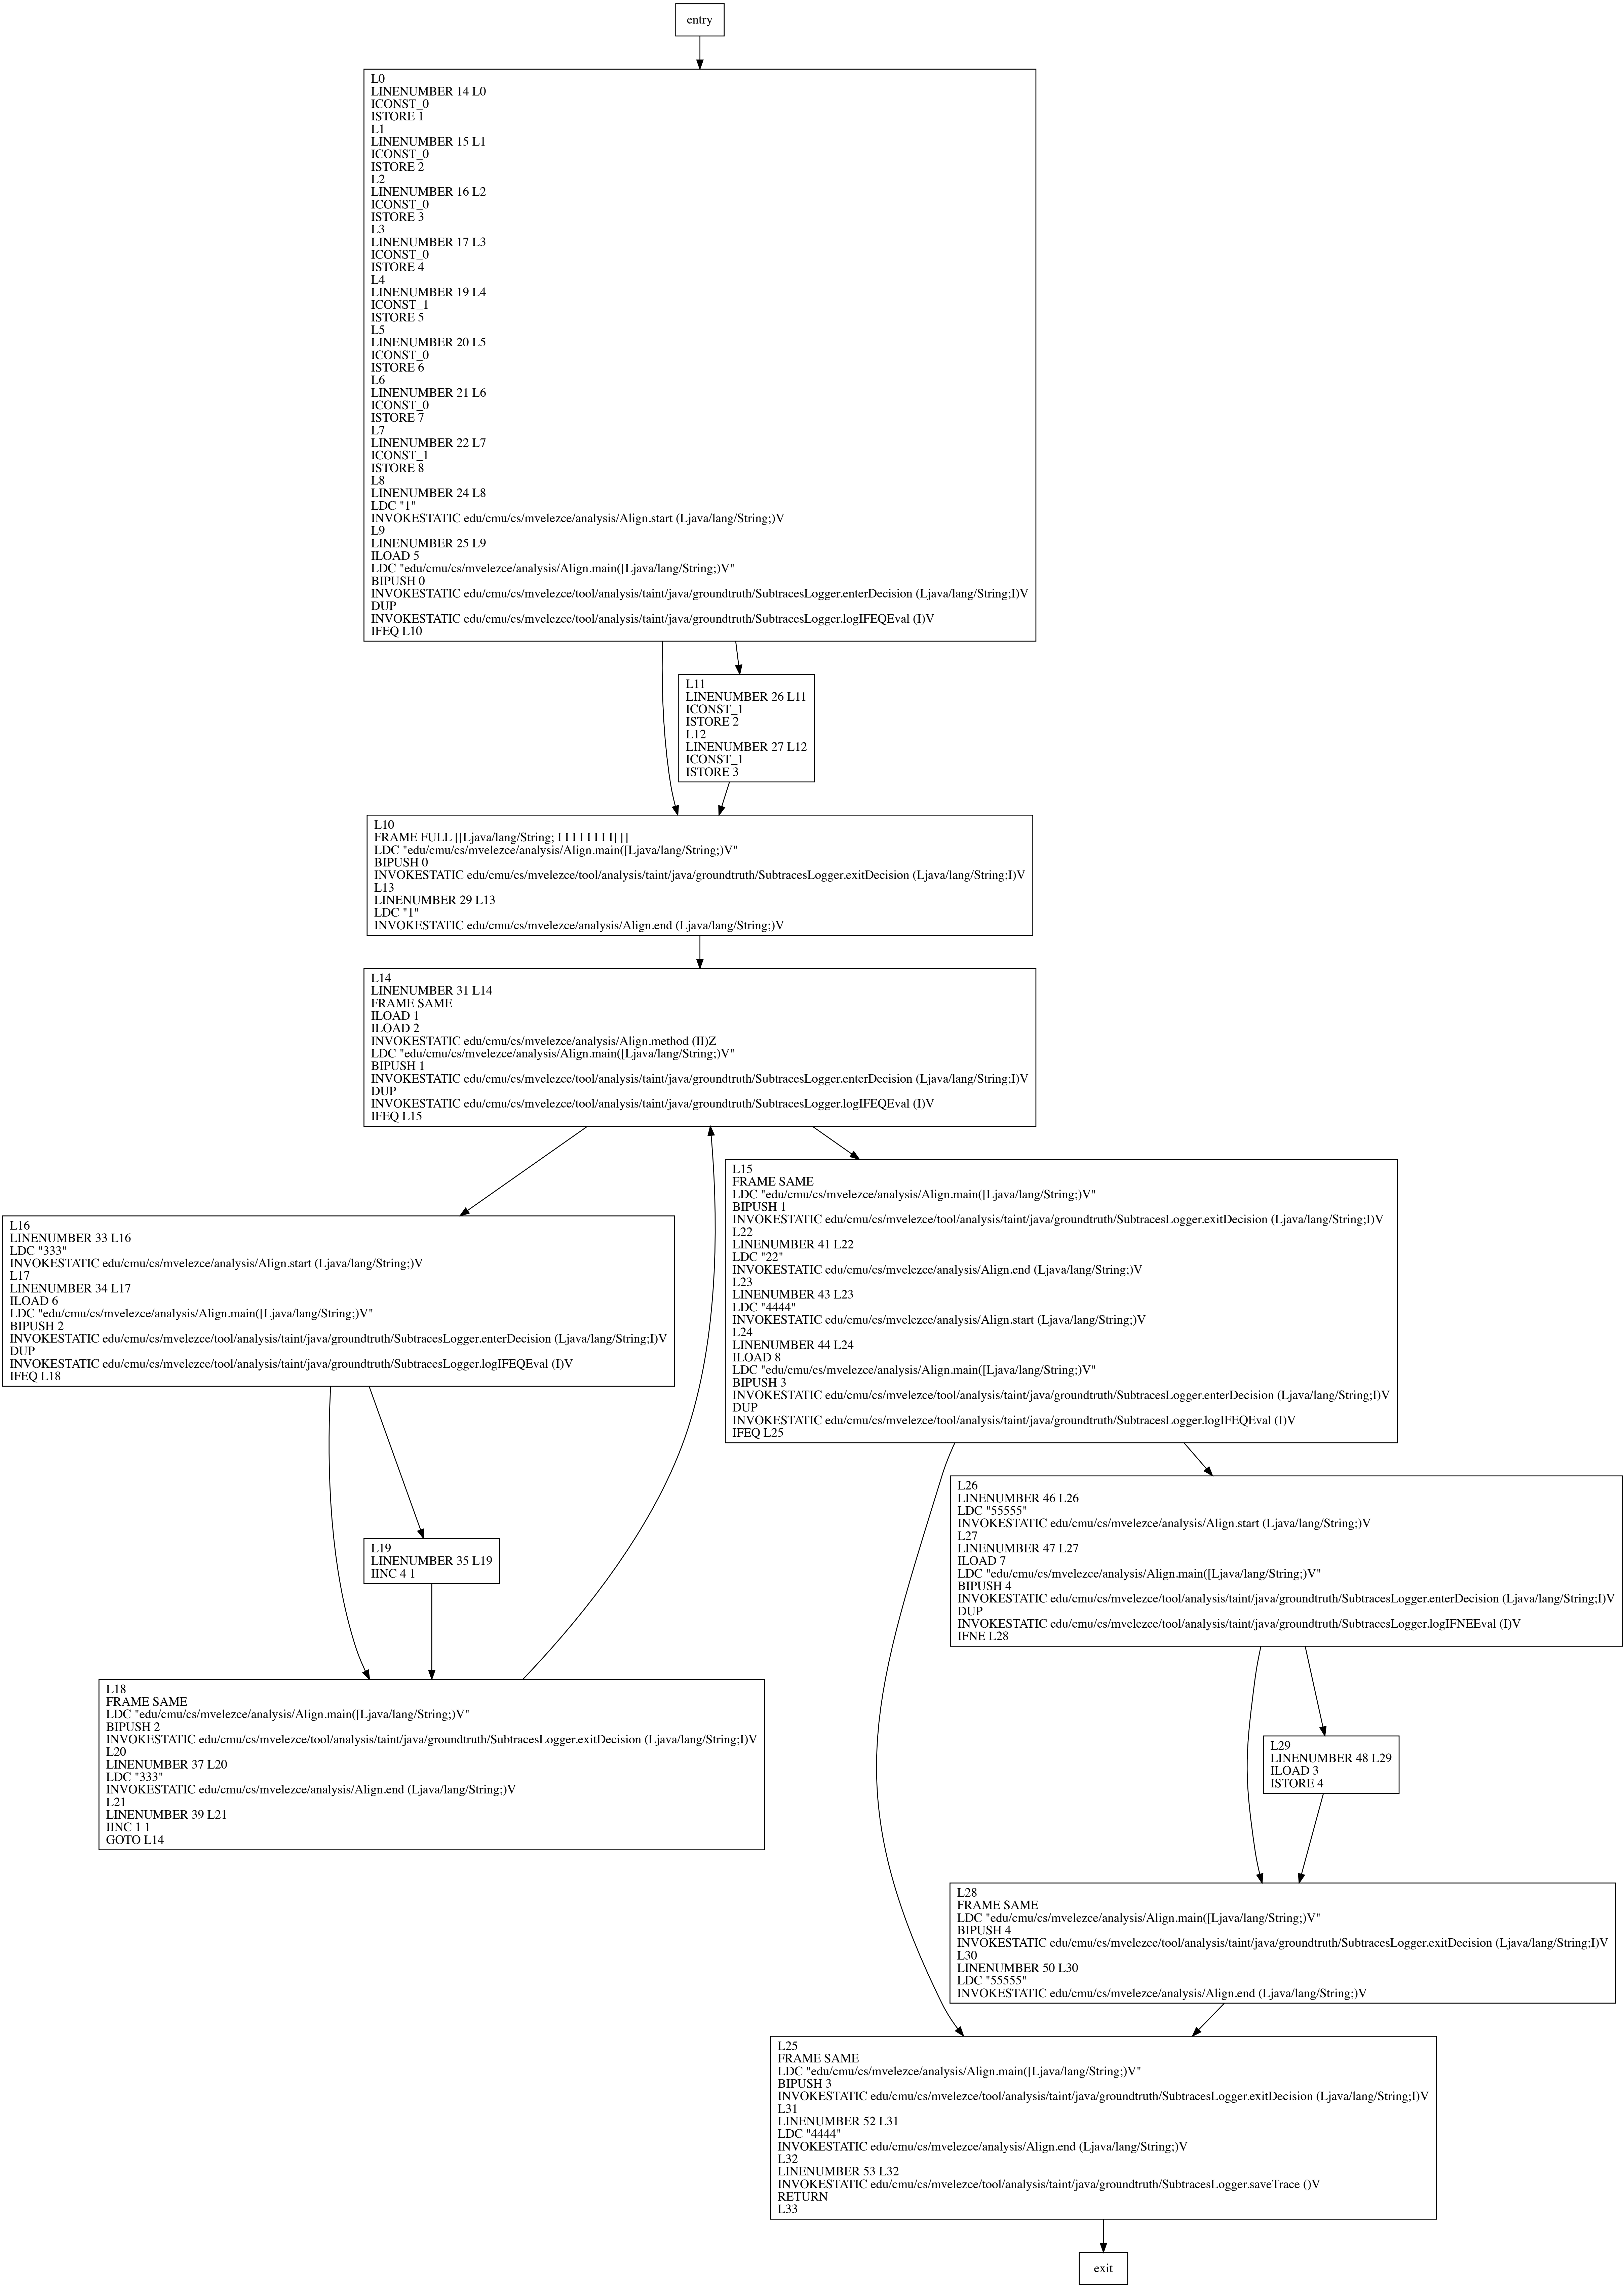 entry
L0
LINENUMBER 14 L0
ICONST_0
ISTORE 1
L1
LINENUMBER 15 L1
ICONST_0
ISTORE 2
L2
LINENUMBER 16 L2
ICONST_0
ISTORE 3
L3
LINENUMBER 17 L3
ICONST_0
ISTORE 4
L4
LINENUMBER 19 L4
ICONST_1
ISTORE 5
L5
LINENUMBER 20 L5
ICONST_0
ISTORE 6
L6
LINENUMBER 21 L6
ICONST_0
ISTORE 7
L7
LINENUMBER 22 L7
ICONST_1
ISTORE 8
L8
LINENUMBER 24 L8
LDC "1"
INVOKESTATIC edu/cmu/cs/mvelezce/analysis/Align.start (Ljava/lang/String;)V
L9
LINENUMBER 25 L9
ILOAD 5
LDC "edu/cmu/cs/mvelezce/analysis/Align.main([Ljava/lang/String;)V"
BIPUSH 0
INVOKESTATIC edu/cmu/cs/mvelezce/tool/analysis/taint/java/groundtruth/SubtracesLogger.enterDecision (Ljava/lang/String;I)V
DUP
INVOKESTATIC edu/cmu/cs/mvelezce/tool/analysis/taint/java/groundtruth/SubtracesLogger.logIFEQEval (I)V
IFEQ L10
L11
LINENUMBER 26 L11
ICONST_1
ISTORE 2
L12
LINENUMBER 27 L12
ICONST_1
ISTORE 3
L10
FRAME FULL [[Ljava/lang/String; I I I I I I I I] []
LDC "edu/cmu/cs/mvelezce/analysis/Align.main([Ljava/lang/String;)V"
BIPUSH 0
INVOKESTATIC edu/cmu/cs/mvelezce/tool/analysis/taint/java/groundtruth/SubtracesLogger.exitDecision (Ljava/lang/String;I)V
L13
LINENUMBER 29 L13
LDC "1"
INVOKESTATIC edu/cmu/cs/mvelezce/analysis/Align.end (Ljava/lang/String;)V
L14
LINENUMBER 31 L14
FRAME SAME
ILOAD 1
ILOAD 2
INVOKESTATIC edu/cmu/cs/mvelezce/analysis/Align.method (II)Z
LDC "edu/cmu/cs/mvelezce/analysis/Align.main([Ljava/lang/String;)V"
BIPUSH 1
INVOKESTATIC edu/cmu/cs/mvelezce/tool/analysis/taint/java/groundtruth/SubtracesLogger.enterDecision (Ljava/lang/String;I)V
DUP
INVOKESTATIC edu/cmu/cs/mvelezce/tool/analysis/taint/java/groundtruth/SubtracesLogger.logIFEQEval (I)V
IFEQ L15
L16
LINENUMBER 33 L16
LDC "333"
INVOKESTATIC edu/cmu/cs/mvelezce/analysis/Align.start (Ljava/lang/String;)V
L17
LINENUMBER 34 L17
ILOAD 6
LDC "edu/cmu/cs/mvelezce/analysis/Align.main([Ljava/lang/String;)V"
BIPUSH 2
INVOKESTATIC edu/cmu/cs/mvelezce/tool/analysis/taint/java/groundtruth/SubtracesLogger.enterDecision (Ljava/lang/String;I)V
DUP
INVOKESTATIC edu/cmu/cs/mvelezce/tool/analysis/taint/java/groundtruth/SubtracesLogger.logIFEQEval (I)V
IFEQ L18
L15
FRAME SAME
LDC "edu/cmu/cs/mvelezce/analysis/Align.main([Ljava/lang/String;)V"
BIPUSH 1
INVOKESTATIC edu/cmu/cs/mvelezce/tool/analysis/taint/java/groundtruth/SubtracesLogger.exitDecision (Ljava/lang/String;I)V
L22
LINENUMBER 41 L22
LDC "22"
INVOKESTATIC edu/cmu/cs/mvelezce/analysis/Align.end (Ljava/lang/String;)V
L23
LINENUMBER 43 L23
LDC "4444"
INVOKESTATIC edu/cmu/cs/mvelezce/analysis/Align.start (Ljava/lang/String;)V
L24
LINENUMBER 44 L24
ILOAD 8
LDC "edu/cmu/cs/mvelezce/analysis/Align.main([Ljava/lang/String;)V"
BIPUSH 3
INVOKESTATIC edu/cmu/cs/mvelezce/tool/analysis/taint/java/groundtruth/SubtracesLogger.enterDecision (Ljava/lang/String;I)V
DUP
INVOKESTATIC edu/cmu/cs/mvelezce/tool/analysis/taint/java/groundtruth/SubtracesLogger.logIFEQEval (I)V
IFEQ L25
L19
LINENUMBER 35 L19
IINC 4 1
L26
LINENUMBER 46 L26
LDC "55555"
INVOKESTATIC edu/cmu/cs/mvelezce/analysis/Align.start (Ljava/lang/String;)V
L27
LINENUMBER 47 L27
ILOAD 7
LDC "edu/cmu/cs/mvelezce/analysis/Align.main([Ljava/lang/String;)V"
BIPUSH 4
INVOKESTATIC edu/cmu/cs/mvelezce/tool/analysis/taint/java/groundtruth/SubtracesLogger.enterDecision (Ljava/lang/String;I)V
DUP
INVOKESTATIC edu/cmu/cs/mvelezce/tool/analysis/taint/java/groundtruth/SubtracesLogger.logIFNEEval (I)V
IFNE L28
L18
FRAME SAME
LDC "edu/cmu/cs/mvelezce/analysis/Align.main([Ljava/lang/String;)V"
BIPUSH 2
INVOKESTATIC edu/cmu/cs/mvelezce/tool/analysis/taint/java/groundtruth/SubtracesLogger.exitDecision (Ljava/lang/String;I)V
L20
LINENUMBER 37 L20
LDC "333"
INVOKESTATIC edu/cmu/cs/mvelezce/analysis/Align.end (Ljava/lang/String;)V
L21
LINENUMBER 39 L21
IINC 1 1
GOTO L14
L29
LINENUMBER 48 L29
ILOAD 3
ISTORE 4
L28
FRAME SAME
LDC "edu/cmu/cs/mvelezce/analysis/Align.main([Ljava/lang/String;)V"
BIPUSH 4
INVOKESTATIC edu/cmu/cs/mvelezce/tool/analysis/taint/java/groundtruth/SubtracesLogger.exitDecision (Ljava/lang/String;I)V
L30
LINENUMBER 50 L30
LDC "55555"
INVOKESTATIC edu/cmu/cs/mvelezce/analysis/Align.end (Ljava/lang/String;)V
L25
FRAME SAME
LDC "edu/cmu/cs/mvelezce/analysis/Align.main([Ljava/lang/String;)V"
BIPUSH 3
INVOKESTATIC edu/cmu/cs/mvelezce/tool/analysis/taint/java/groundtruth/SubtracesLogger.exitDecision (Ljava/lang/String;I)V
L31
LINENUMBER 52 L31
LDC "4444"
INVOKESTATIC edu/cmu/cs/mvelezce/analysis/Align.end (Ljava/lang/String;)V
L32
LINENUMBER 53 L32
INVOKESTATIC edu/cmu/cs/mvelezce/tool/analysis/taint/java/groundtruth/SubtracesLogger.saveTrace ()V
RETURN
L33
exit